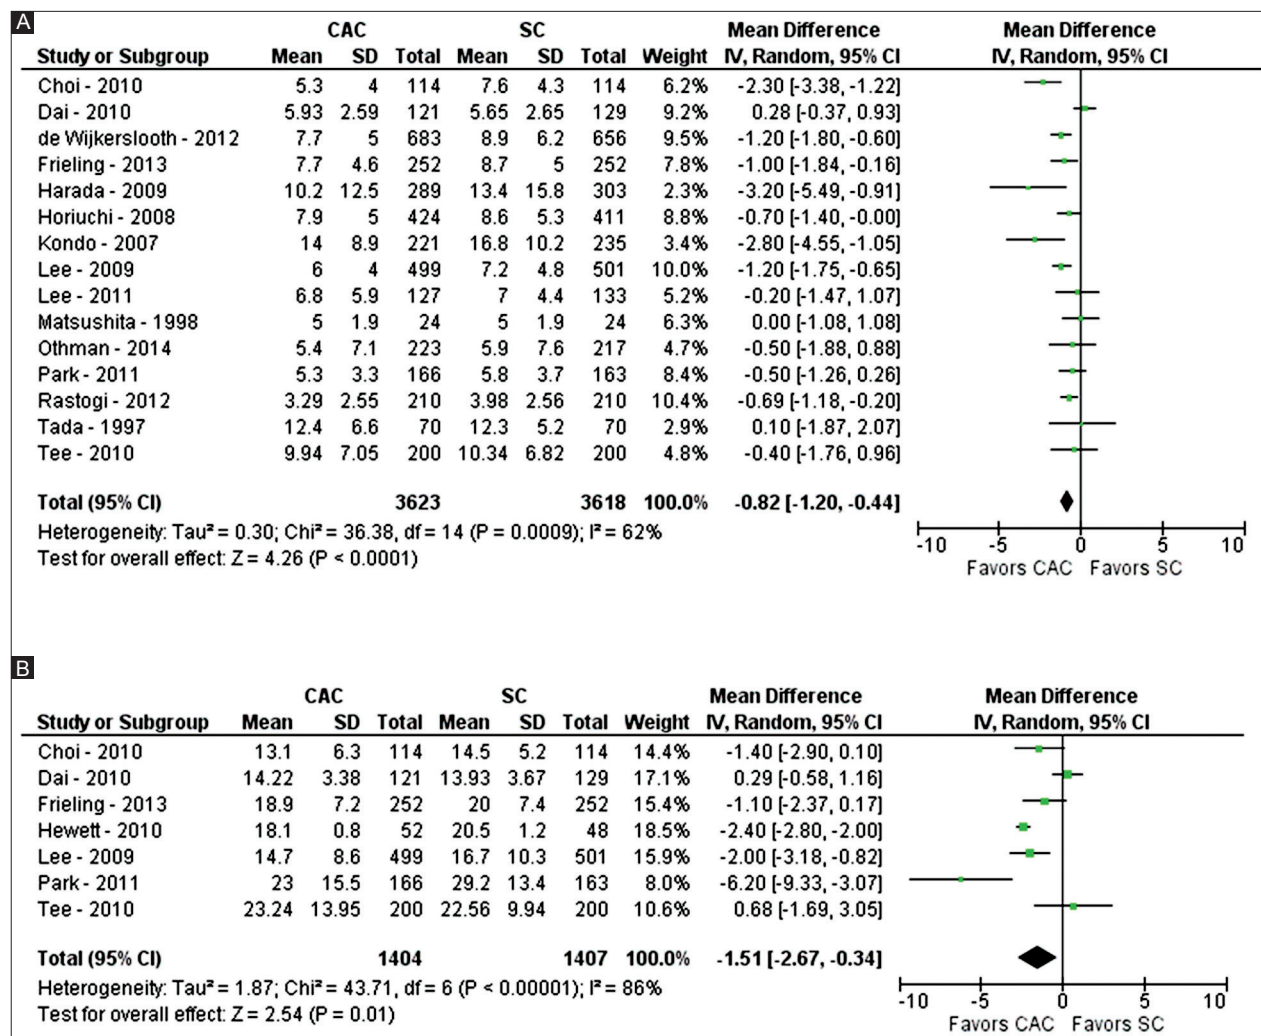 A
CAC SC Mean Difference Mean Difference
Study or Subgroup Mean SD Total Mean SD Total Weight IV, Random, 95% CI IV, Random, 95% CI
Choi - 2010 5.3 4 114 7.6 4.3 114 6.2% -2.30 [-3.38, -1.22]
Dai - 2010 5.93 2.59 121 5.65 2.65 129 9.2% 0.28 [-0.37, 0.93]
de Wijkerslooth - 2012 7.7 5 683 8.9 6.2 656 9.5% -1.20 [-1.80, -0.60]
Frieling - 2013 7.7 4.6 252 8.7 5 252 7.8% -1.00 [-1.84, -0.16]
Harada - 2009 10.2 12.5 289 13.4 15.8 303 2.3% -3.20 [-5.49, -0.91]
Horiuchi - 2008 7.9 5 424 8.6 5.3 411 8.8% -0.70 [-1.40, -0.00]
Kondo - 2007 14 8.9 221 16.8 10.2 235 3.4% -2.80 [-4.55, -1.05]
Lee - 2009 6 4 499 7.2 4.8 501 10.0% -1.20 [-1.75, -0.65]
Lee - 2011 6.8 5.9 127 7 4.4 133 5.2% -0.20 [-1.47, 1.07]
Matsushita - 1998 5 1.9 24 5 1.9 24 6.3% 0.00 [-1.08, 1.08]
Othman - 2014 5.4 7.1 223 5.9 7.6 217 4.7% -0.50 [-1.88, 0.88]
Park - 2011 5.3 3.3 166 5.8 3.7 163 8.4% -0.50 [-1.26, 0.26]
Rastogi - 2012 3.29 2.55 210 3.98 2.56 210 10.4% -0.69 [-1.18, -0.20]
Tada - 1997 12.4 6.6 70 12.3 5.2 70 2.9% 0.10 [-1.87, 2.07]
Tee - 2010 9.94 7.05 200 10.34 6.82 200 4.8% -0.40 [-1.76, 0.96]
Total (95% CI) 3623 3618 100.0% -0.82 [-1.20, -0.44]
Heterogeneity: Tau² = 0.30; Chi² = 36.38, df = 14 (P = 0.0009); I² = 62%
Test for overall effect: Z = 4.26 (P < 0.0001)
-10 -5 0 5 10
Favors CAC Favors SC
B
CAC SC Mean Difference Mean Difference
Study or Subgroup Mean SD Total Mean SD Total Weight IV, Random, 95% CI IV, Random, 95% CI
Choi - 2010 13.1 6.3 114 14.5 5.2 114 14.4% -1.40 [-2.90, 0.10]
Dai - 2010 14.22 3.38 121 13.93 3.67 129 17.1% 0.29 [-0.58, 1.16]
Frieling - 2013 18.9 7.2 252 20 7.4 252 15.4% -1.10 [-2.37, 0.17]
Hewett - 2010 18.1 0.8 52 20.5 1.2 48 18.5% -2.40 [-2.80, -2.00]
Lee - 2009 14.7 8.6 499 16.7 10.3 501 15.9% -2.00 [-3.18, -0.82]
Park - 2011 23 15.5 166 29.2 13.4 163 8.0% -6.20 [-9.33, -3.07]
Tee - 2010 23.24 13.95 200 22.56 9.94 200 10.6% 0.68 [-1.69, 3.05]
Total (95% CI) 1404 1407 100.0% -1.51 [-2.67, -0.34]
Heterogeneity: Tau² = 1.87; Chi² = 43.71, df = 6 (P < 0.00001); I² = 86%
Test for overall effect: Z = 2.54 (P = 0.01)
-10 -5 0 5 10
Favors CAC Favors SC